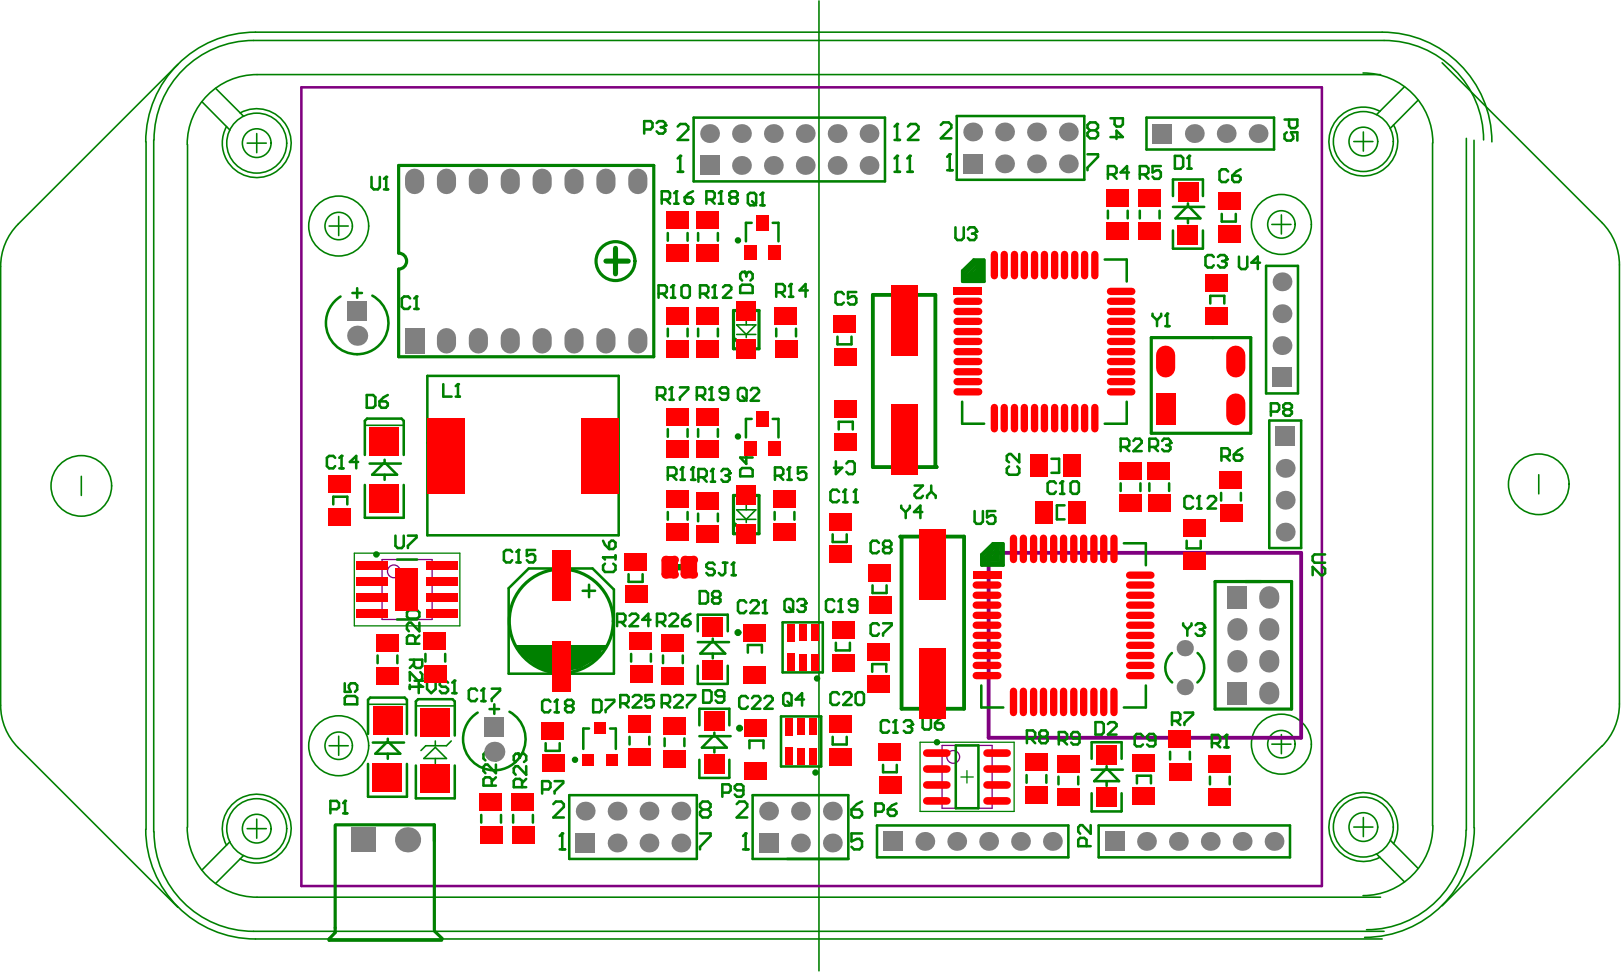 P3 2 12 2 8 P4 P5
1 11 1 7
U1 R16 R18 Q1 R4 R5 D1 C6
U3
C1 R10 R12 D3 R14 C5 C3 U4
Y1
L1
D6 R17 R19 Q2 P8
C14 R11 R13 D4 R15 C4 C2 R2 R3 R6
Y2 C10
C11 Y4 U5 C12
U7 C15 C16 SJ1 C8 U2
D8 C21 Q3 C19 C7 Y3
R20 R24 R26
R21
D5 VS1 C17 C18 D7 R25 R27 D9 C22 Q4 C20 C13 U6 R8 R9 D2 C9 R7 R1
R23
P1 P7 P9 P6 P2
2 8 2 6
1 7 1 5